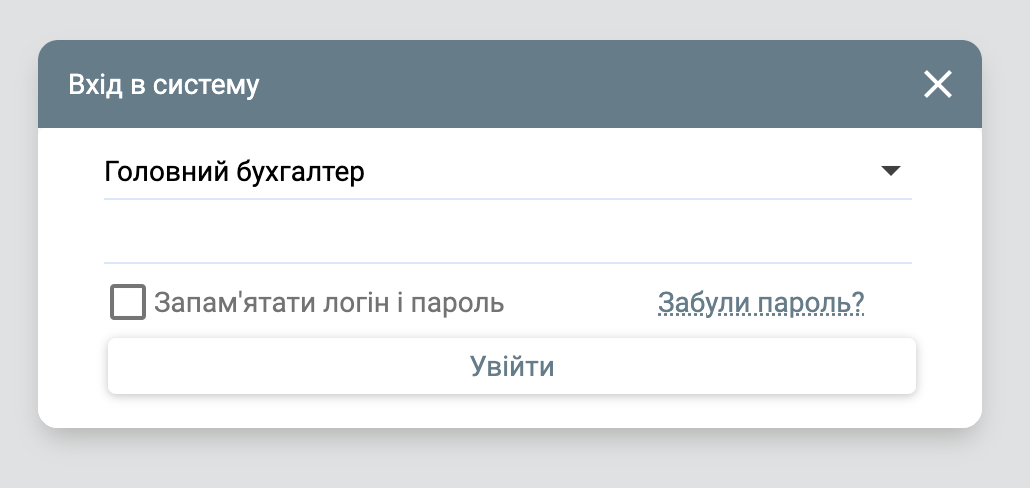 Вхід в систему
Головний бухгалтер
Запам'ятати логін і пароль Забули пароль?
Увійти